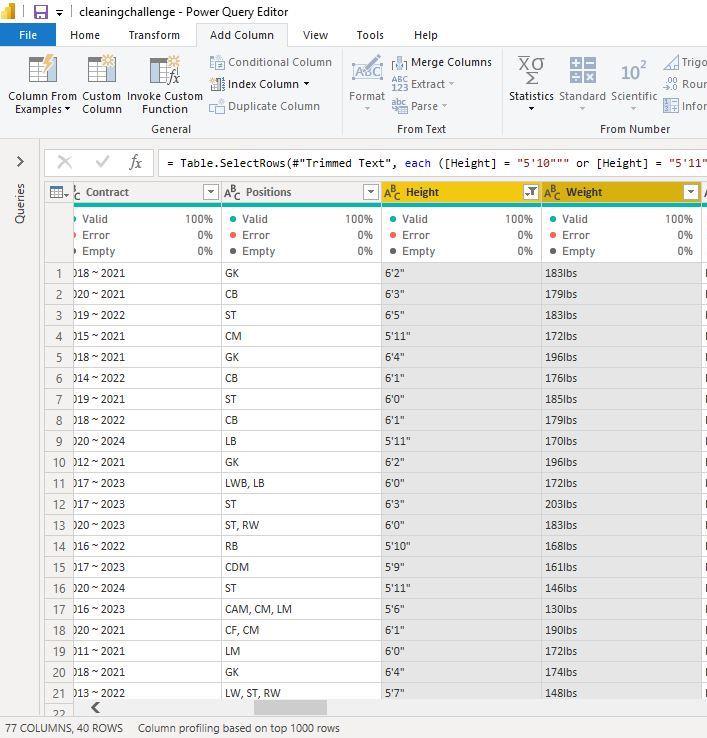 cleaningchallenge - Power Query Editor
File Home Transform Add Column View Tools Help
Column From Examples
Custom Column
Invoke Custom Function
Conditional Column
Index Column
Duplicate Column
General
ABC
Format
Merge Columns
ABC 123 Extract
abc Parse
From Text
XΣ σ Statistics
Standard
10² Scientific
Trigo
.00 Roun
Infor
From Number
fx = Table.SelectRows(#"Trimmed Text", each ([Height] = "5'10""" or [Height] = "5'11"
Queries
Contract ABC Positions ABC Height ABC Weight
Valid 100% Valid 100% Valid 100% Valid 100%
Error 0% Error 0% Error 0% Error 0%
Empty 0% Empty 0% Empty 0% Empty 0%
1 018 ~ 2021 GK 6'2" 183lbs
2 020 ~ 2021 CB 6'3" 179lbs
3 019 ~ 2022 ST 6'5" 183lbs
4 015 ~ 2021 CM 5'11" 172lbs
5 018 ~ 2021 GK 6'4" 196lbs
6 014 ~ 2022 CB 6'1" 176lbs
7 019 ~ 2021 ST 6'0" 185lbs
8 018 ~ 2022 CB 6'1" 179lbs
9 020 ~ 2024 LB 5'11" 170lbs
10 012 ~ 2021 GK 6'2" 196lbs
11 017 ~ 2023 LWB, LB 6'0" 172lbs
12 017 ~ 2023 ST 6'3" 203lbs
13 020 ~ 2023 ST, RW 6'0" 183lbs
14 016 ~ 2022 RB 5'10" 168lbs
15 017 ~ 2023 CDM 5'9" 161lbs
16 020 ~ 2024 ST 5'11" 146lbs
17 016 ~ 2023 CAM, CM, LM 5'6" 130lbs
18 020 ~ 2021 CF, CM 6'1" 190lbs
19 011 ~ 2021 LM 6'0" 172lbs
20 018 ~ 2021 GK 6'4" 174lbs
21 013 ~ 2022 LW, ST, RW 5'7" 148lbs
22
77 COLUMNS, 40 ROWS Column profiling based on top 1000 rows